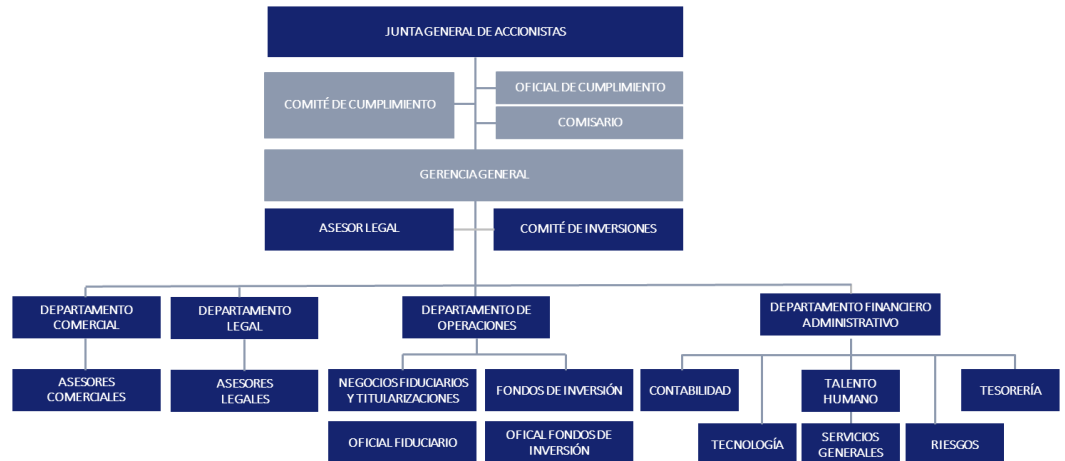 JUNTA GENERAL DE ACCIONISTAS
COMITÉ DE CUMPLIMIENTO
OFICIAL DE CUMPLIMIENTO
COMISARIO
GERENCIA GENERAL
ASESOR LEGAL
COMITÉ DE INVERSIONES
DEPARTAMENTO
COMERCIAL
DEPARTAMENTO
LEGAL
DEPARTAMENTO DE
OPERACIONES
DEPARTAMENTO FINANCIERO
ADMINISTRATIVO
ASESORES
COMERCIALES
ASESORES
LEGALES
NEGOCIOS FIDUCIARIOS
Y TITULARIZACIONES
FONDOS DE INVERSIÓN
CONTABILIDAD
TALENTO
HUMANO
TESORERÍA
OFICIAL FIDUCIARIO
OFICAL FONDOS DE
INVERSIÓN
TECNOLOGÍA
SERVICIOS
GENERALES
RIESGOS